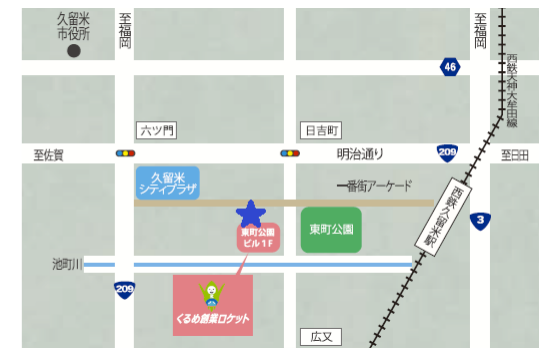 久留米
市役所
至福岡
至福岡
46
西鉄天神大牟田線
六ツ門
日吉町
至佐賀
明治通り
209
至日田
久留米
シティプラザ
一番街アーケード
東町公園
ビル１F
東町公園
西鉄久留米駅
3
池町川
209
くるめ創業ロケット
広又